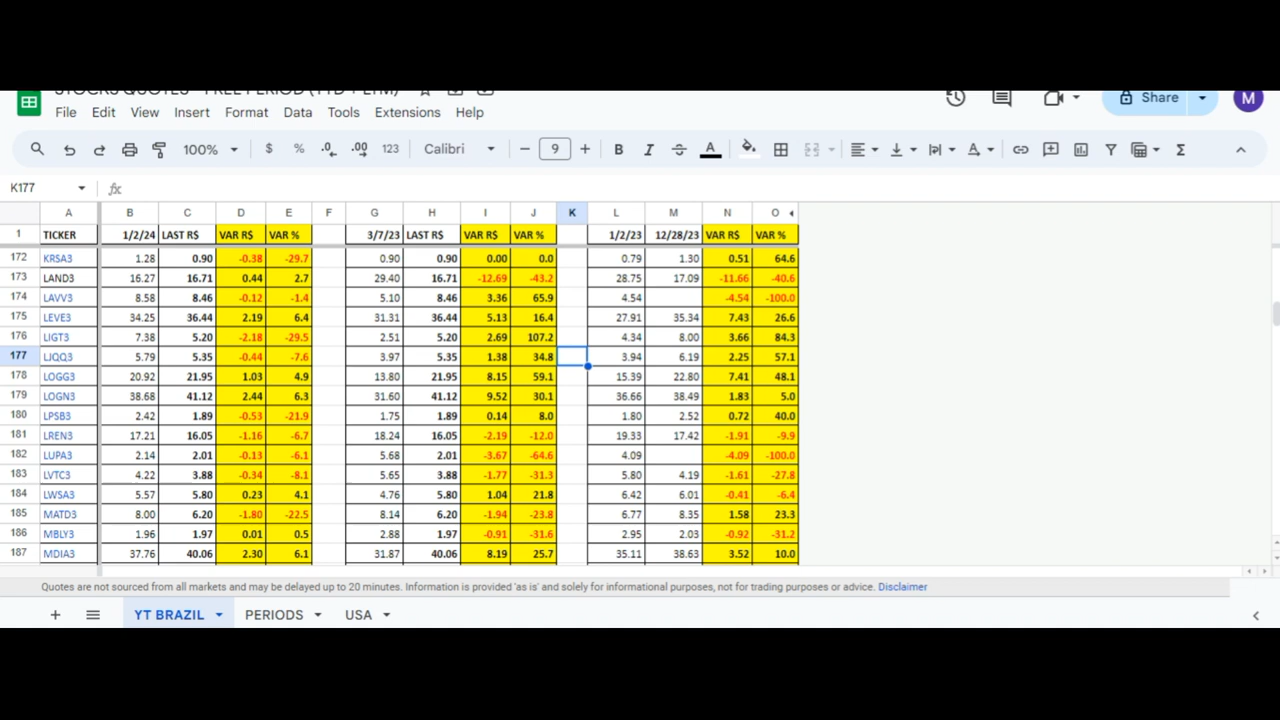 STOCKS QUOTES - FREE PERIOD (YTD + LTM)
File Edit View Insert Format Data Tools Extensions Help
Share M
100% $ % .0 .00 123 Calibri 9 B I A
K177 fx
A B C D E F G H I J K L M N O
1 TICKER 1/2/24 LAST R$ VAR R$ VAR % 3/7/23 LAST R$ VAR R$ VAR % 1/2/23 12/28/23 VAR R$ VAR %
172 KRSA3 1.28 0.90 -0.38 -29.7 0.90 0.90 0.00 0.0 0.79 1.30 0.51 64.6
173 LAND3 16.27 16.71 0.44 2.7 29.40 16.71 -12.69 -43.2 28.75 17.09 -11.66 -40.6
174 LAVV3 8.58 8.46 -0.12 -1.4 5.10 8.46 3.36 65.9 4.54 -4.54 -100.0
175 LEVE3 34.25 36.44 2.19 6.4 31.31 36.44 5.13 16.4 27.91 35.34 7.43 26.6
176 LIGT3 7.38 5.20 -2.18 -29.5 2.51 5.20 2.69 107.2 4.34 8.00 3.66 84.3
177 LJQQ3 5.79 5.35 -0.44 -7.6 3.97 5.35 1.38 34.8 3.94 6.19 2.25 57.1
178 LOGG3 20.92 21.95 1.03 4.9 13.80 21.95 8.15 59.1 15.39 22.80 7.41 48.1
179 LOGN3 38.68 41.12 2.44 6.3 31.60 41.12 9.52 30.1 36.66 38.49 1.83 5.0
180 LPSB3 2.42 1.89 -0.53 -21.9 1.75 1.89 0.14 8.0 1.80 2.52 0.72 40.0
181 LREN3 17.21 16.05 -1.16 -6.7 18.24 16.05 -2.19 -12.0 19.33 17.42 -1.91 -9.9
182 LUPA3 2.14 2.01 -0.13 -6.1 5.68 2.01 -3.67 -64.6 4.09 -4.09 -100.0
183 LVTC3 4.22 3.88 -0.34 -8.1 5.65 3.88 -1.77 -31.3 5.80 4.19 -1.61 -27.8
184 LWSA3 5.57 5.80 0.23 4.1 4.76 5.80 1.04 21.8 6.42 6.01 -0.41 -6.4
185 MATD3 8.00 6.20 -1.80 -22.5 8.14 6.20 -1.94 -23.8 6.77 8.35 1.58 23.3
186 MBLY3 1.96 1.97 0.01 0.5 2.88 1.97 -0.91 -31.6 2.95 2.03 -0.92 -31.2
187 MDIA3 37.76 40.06 2.30 6.1 31.87 40.06 8.19 25.7 35.11 38.63 3.52 10.0
Quotes are not sourced from all markets and may be delayed up to 20 minutes. Information is provided 'as is' and solely for informational purposes, not for trading purposes or advice. Disclaimer
YT BRAZIL PERIODS USA